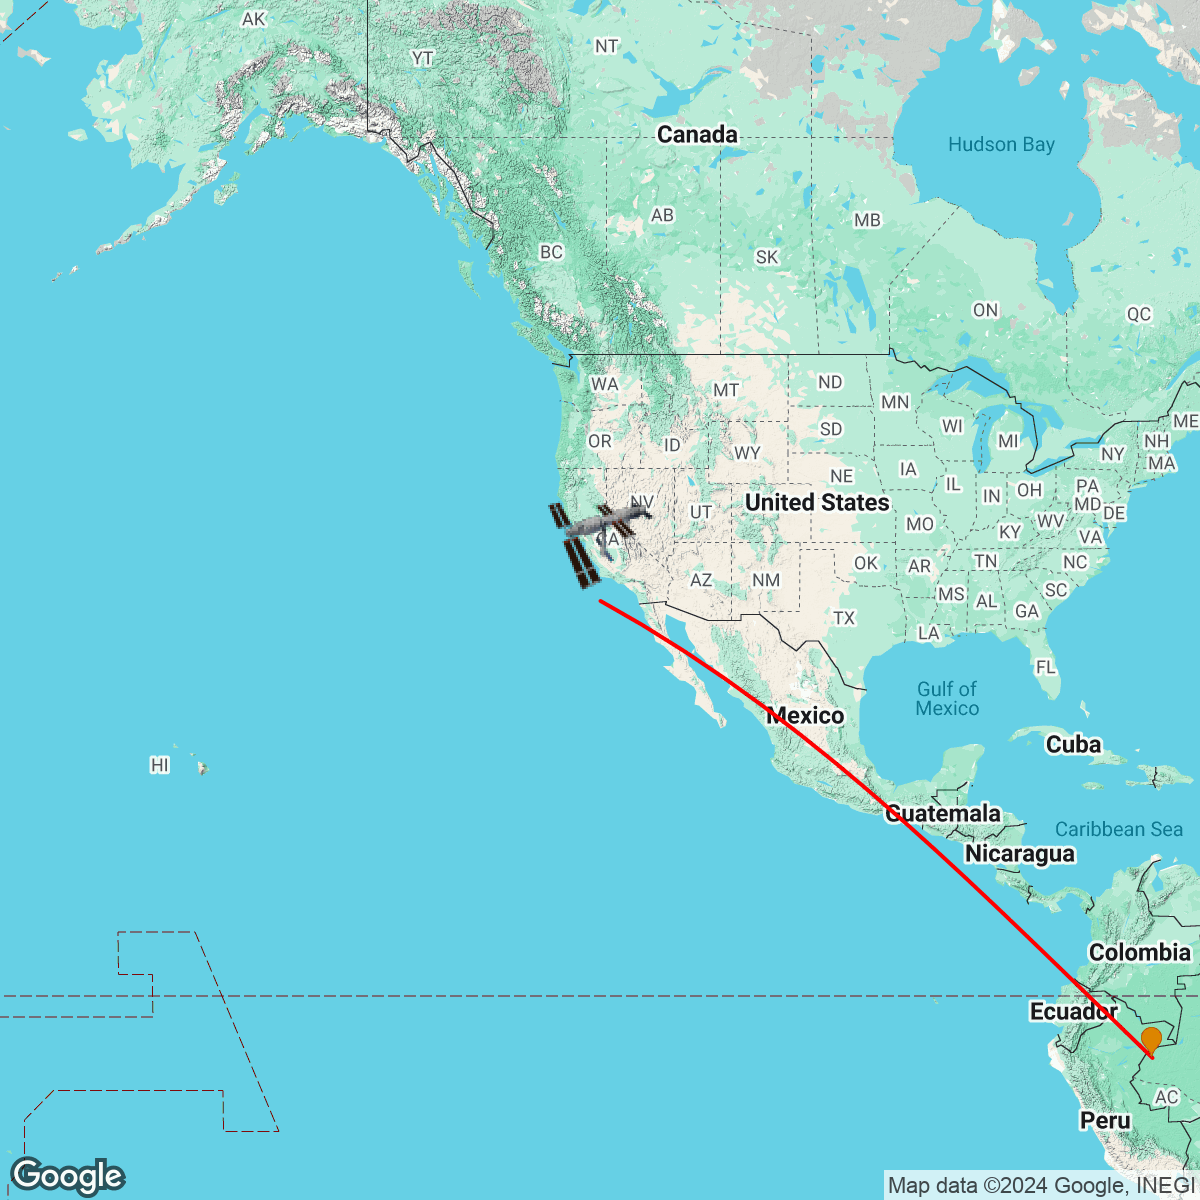 AK
YT
NT
Canada
Hudson Bay
BC
AB
SK
MB
ON
QC
WA
MT
ND
MN
OR
ID
WY
SD
WI
MI
NY
ME
NH
MA
NV
UT
United States
NE
IA
IL
IN
OH
PA
MD
DE
CA
MO
KY
WV
VA
AZ
NM
OK
AR
TN
NC
TX
MS
AL
GA
SC
LA
FL
Gulf of
Mexico
Mexico
Cuba
HI
Guatemala
Caribbean Sea
Nicaragua
Colombia
Ecuador
AC
Peru
Google
Map data ©2024 Google, INEGI